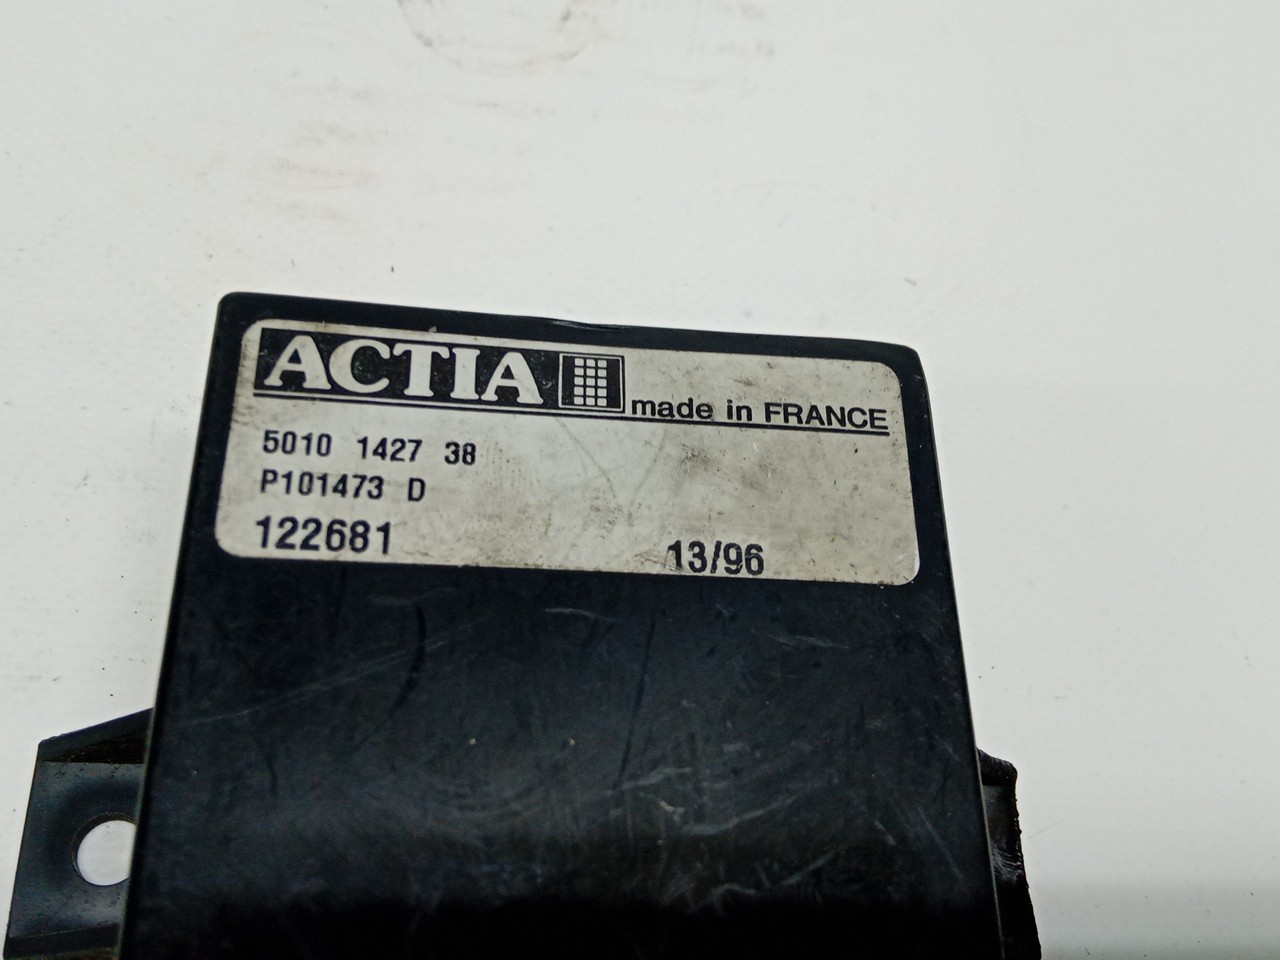 ACTIA made in FRANCE
5010 1427 38
P101473 D
122681 13/96